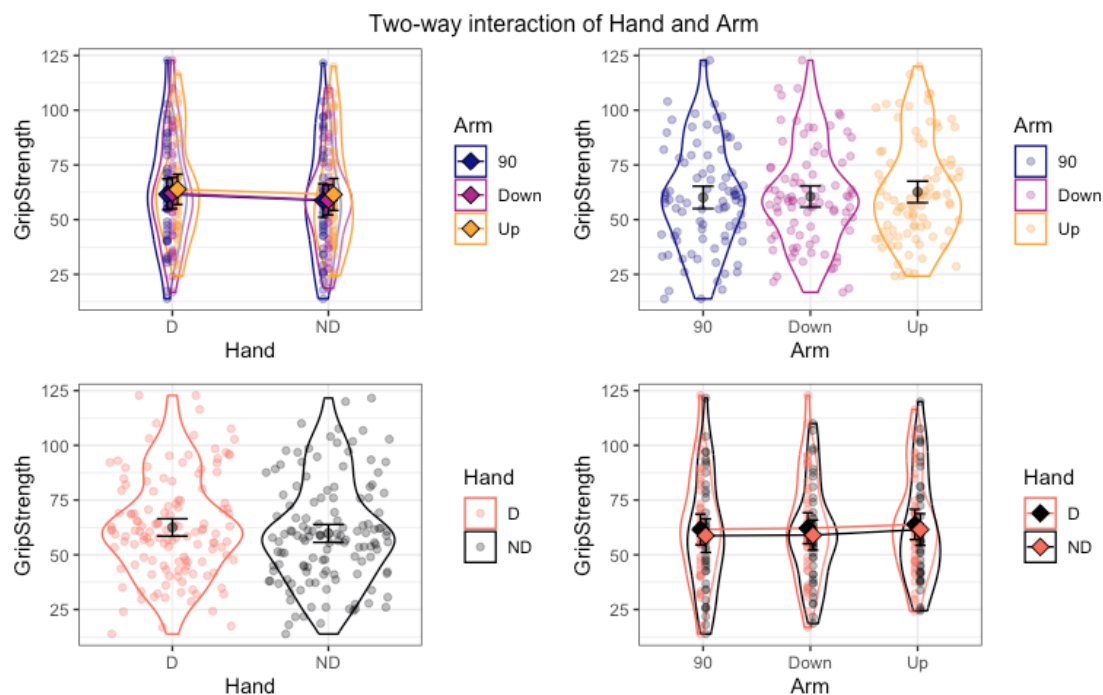 Two-way interaction of Hand and Arm
GripStrength
125
100
75
50
25
D
ND
Hand
Arm
90
Down
Up
GripStrength
125
100
75
50
25
90
Down
Up
Arm
Arm
90
Down
Up
GripStrength
125
100
75
50
25
D
ND
Hand
Hand
D
ND
GripStrength
125
100
75
50
25
90
Down
Up
Arm
Hand
D
ND